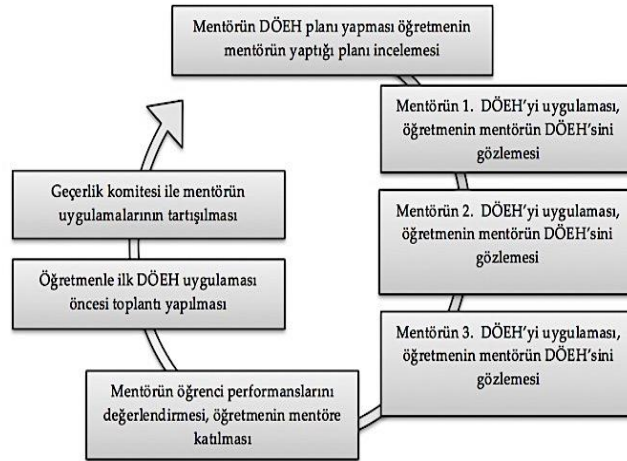 Mentörün DÖEH planı yapması öğretmenin
mentörün yaptığı planı incelemesi
Mentörün 1. DÖEH'yi uygulaması,
öğretmenin mentörün DÖEH'sini
gözlemesi
Mentörün 2. DÖEH'yi uygulaması,
öğretmenin mentörün DÖEH'sini
gözlemesi
Mentörün 3. DÖEH'yi uygulaması,
öğretmenin mentörün DÖEH'sini
gözlemesi
Mentörün öğrenci performanslarını
değerlendirmesi, öğretmenin mentöre
katılması
Öğretmenle ilk DÖEH uygulaması
öncesi toplantı yapılması
Geçerlik komitesi ile mentörün
uygulamalarının tartışılması